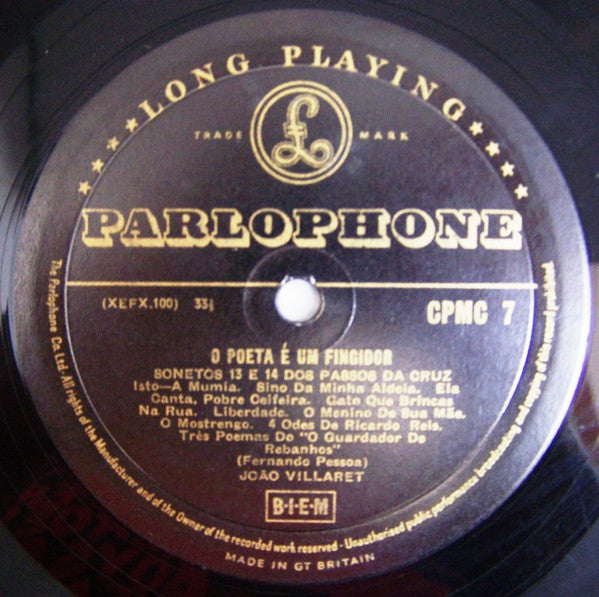 ★★★★★ LONG PLAYING ★★★★★
TRADE £ MARK
PARLOPHONE
(XEFX.100) 33⅓
CPMC 7
O POETA É UM FINGIDOR
SONETOS 13 E 14 DOS PASSOS DA CRUZ
Isto—A Mumia. Sino Da Minha Aldeia. Ela
Canta, Pobre Ceifeira. Gato Que Brincas
Na Rua. Liberdade. O Menino De Sua Mãe.
O Mostrengo. 4 Odes De Ricardo Reis.
Três Poemas Do "O Guardador De
Rebanhos"
(Fernando Pessoa)
JOÃO VILLARET
B·I·E·M
The Parlophone Co. Ltd. All rights of the Manufacturer and of the Owner of the recorded work reserved - Unauthorised public performance broadcasting and copying of this record prohibited.
MADE IN GT BRITAIN